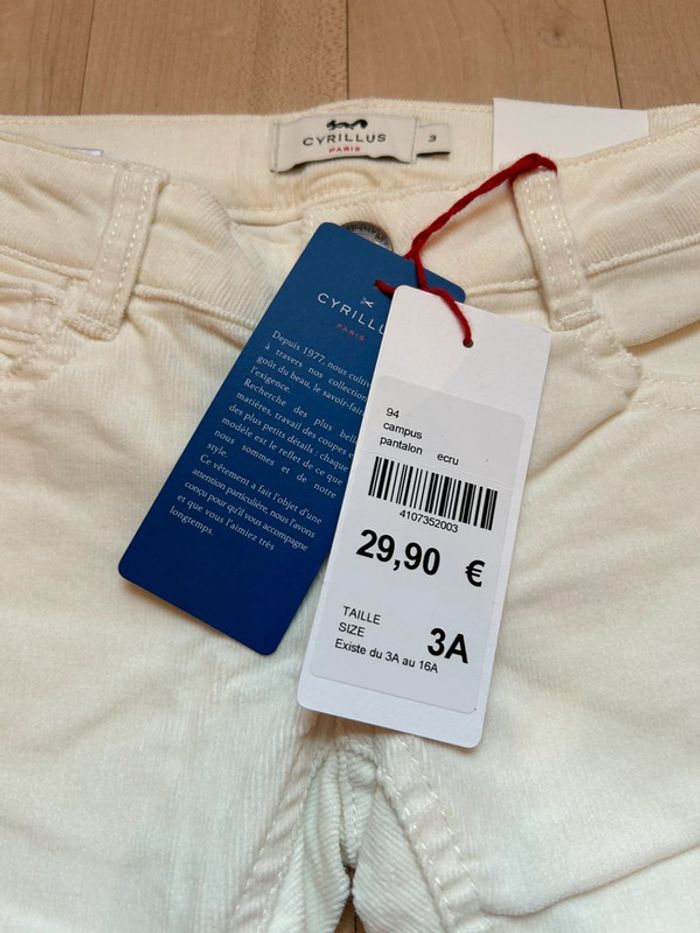 CYRILLUS
PARIS
3
CYRILLUS
PARIS
Depuis 1977, nous
à travers nos
goût du beau, le savoir-faire
l'exigence.
Recherche des plus
matières, travail des coupes
des plus petits détails : chaque
modèle est le reflet de ce que
nous sommes et de notre
style.
Ce vêtement a fait l'objet d'une
attention particulière, nous l'avons
conçu pour qu'il vous accompagne
et que vous l'aimiez très
longtemps.
94
campus
pantalon ecru
4107352003
29,90 €
TAILLE
SIZE
3A
Existe du 3A au 16A